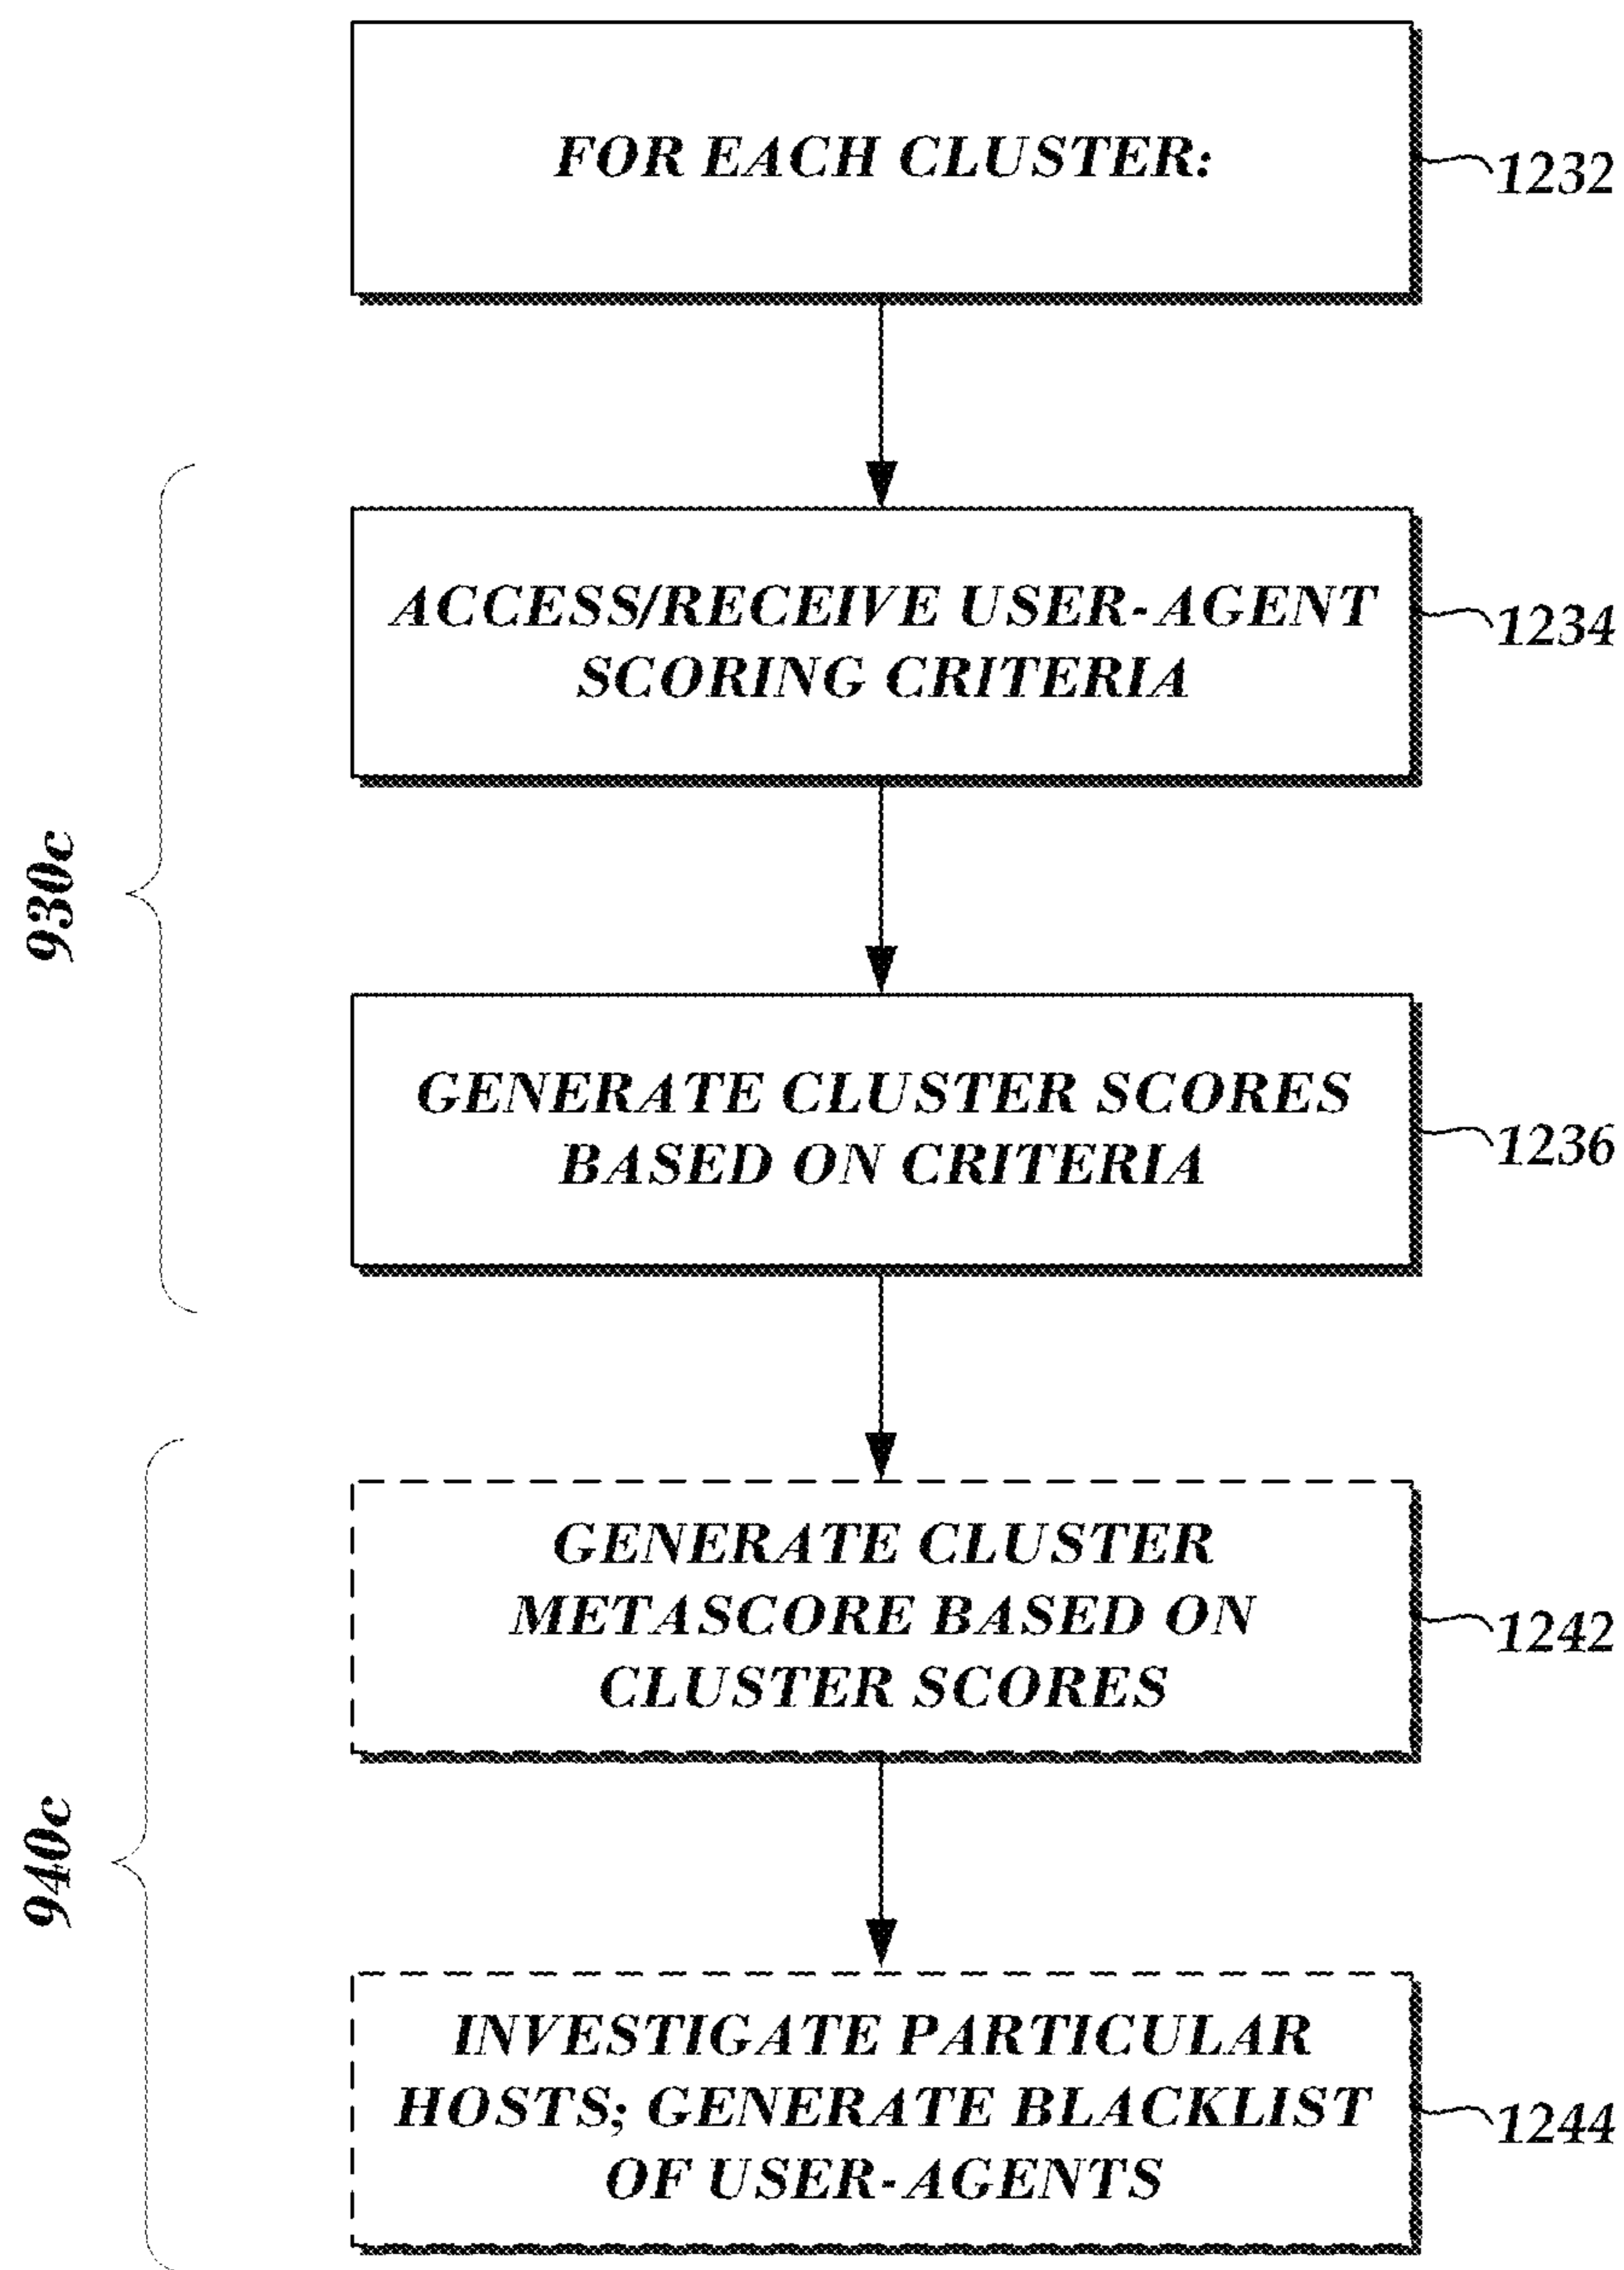 FOR EACH CLUSTER:
1232
930c
ACCESS/RECEIVE USER-AGENT
SCORING CRITERIA
1234
GENERATE CLUSTER SCORES
BASED ON CRITERIA
1236
940c
GENERATE CLUSTER
METASCORE BASED ON
CLUSTER SCORES
1242
INVESTIGATE PARTICULAR
HOSTS; GENERATE BLACKLIST
OF USER-AGENTS
1244